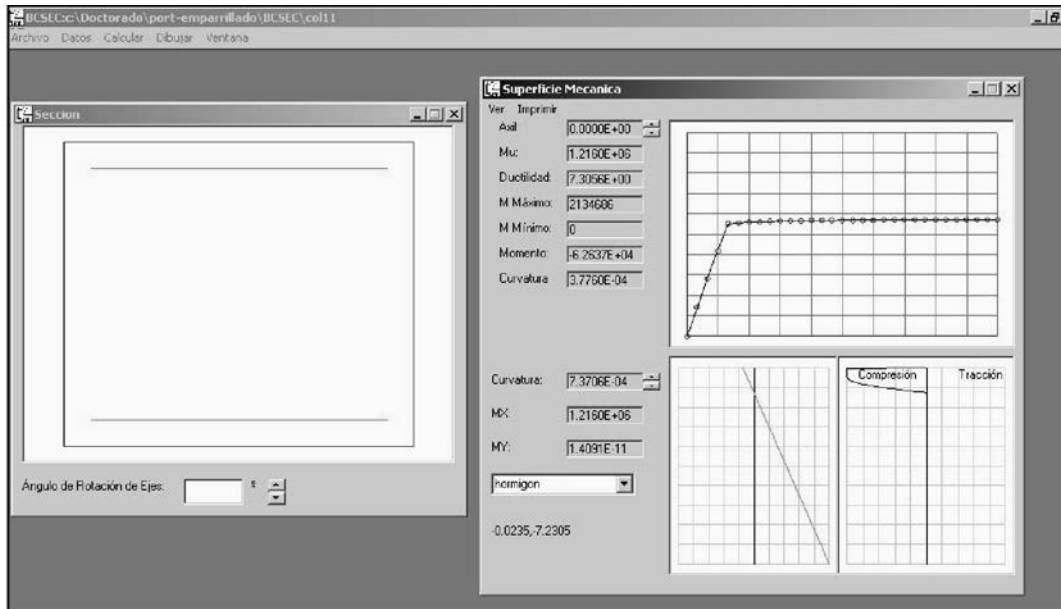 BCSEC:c:\Doctorado\port-emparrillado\BCSEC\col11
Archivo Datos Calcular Dibujar Ventana
Seccion
Ángulo de Rotación de Ejes: º
Superficie Mecanica
Ver Imprimir
Axil 0.0000E+00
Mu: 1.2160E+06
Ductilidad: 7.3056E+00
M Máximo: 2134686
M Mínimo: 0
Momento: -6.2637E+04
Curvatura 3.7760E-04
Curvatura: 7.3706E-04
MX: 1.2160E+06
MY: 1.4091E-11
hormigon
-0.0235,-7.2305
Compresión Tracción